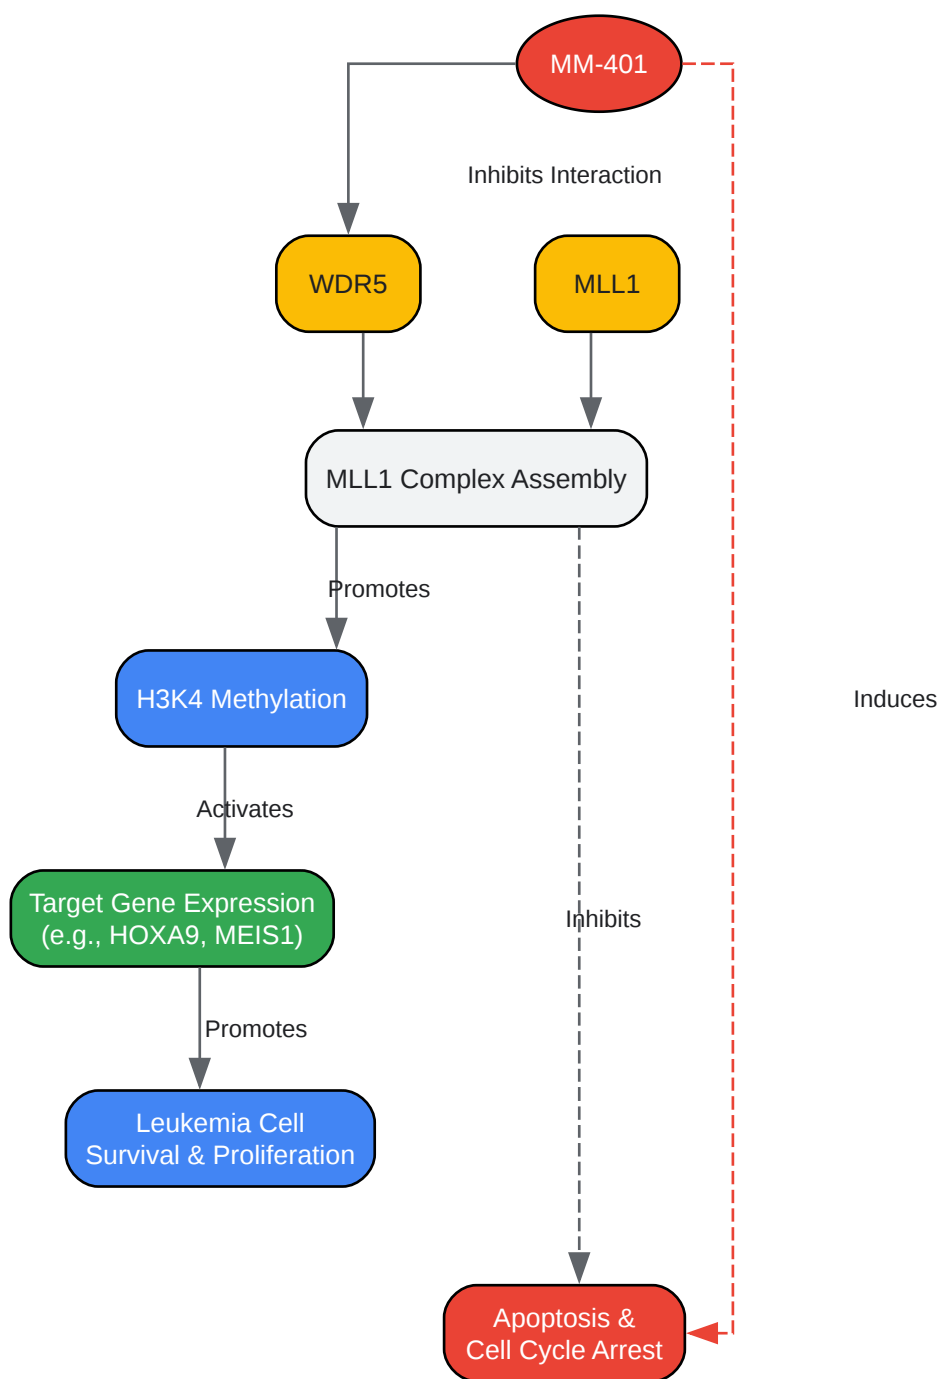 MM-401
Inhibits Interaction
WDR5
MLL1
MLL1 Complex Assembly
Promotes
H3K4 Methylation
Induces
Activates
Target Gene Expression
(e.g., HOXA9, MEIS1)
Inhibits
Promotes
Leukemia Cell
Survival & Proliferation
Apoptosis &
Cell Cycle Arrest